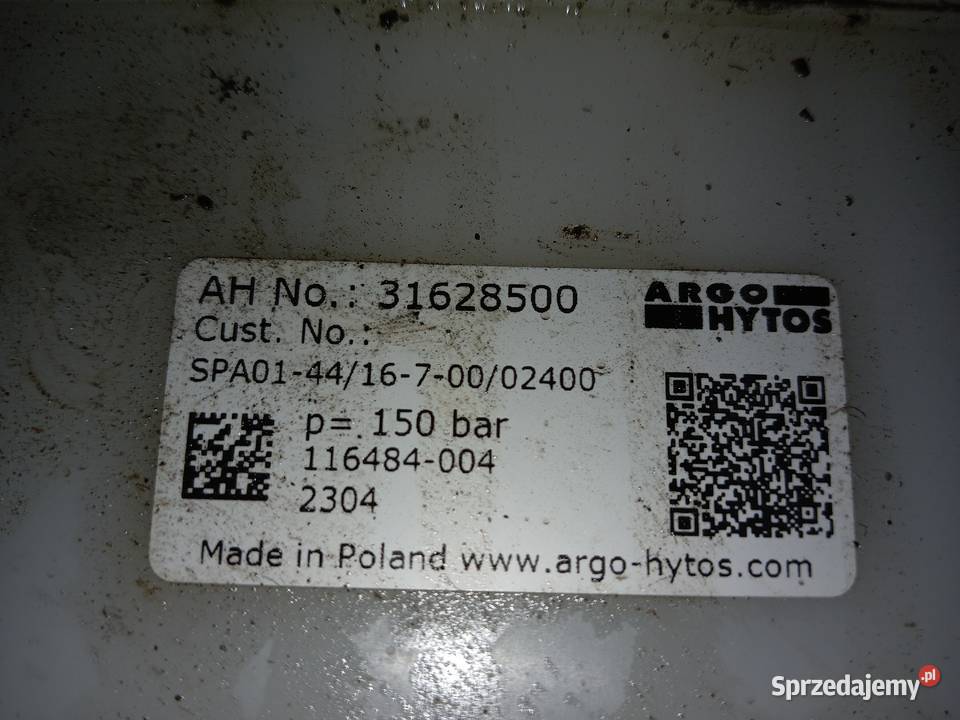 AH No.: 31628500
ARGO
HYTOS
Cust. No.:
SPA01-44/16-7-00/02400
p= 150 bar
116484-004
2304
Made in Poland www.argo-hytos.com
Sprzedajemy.pl